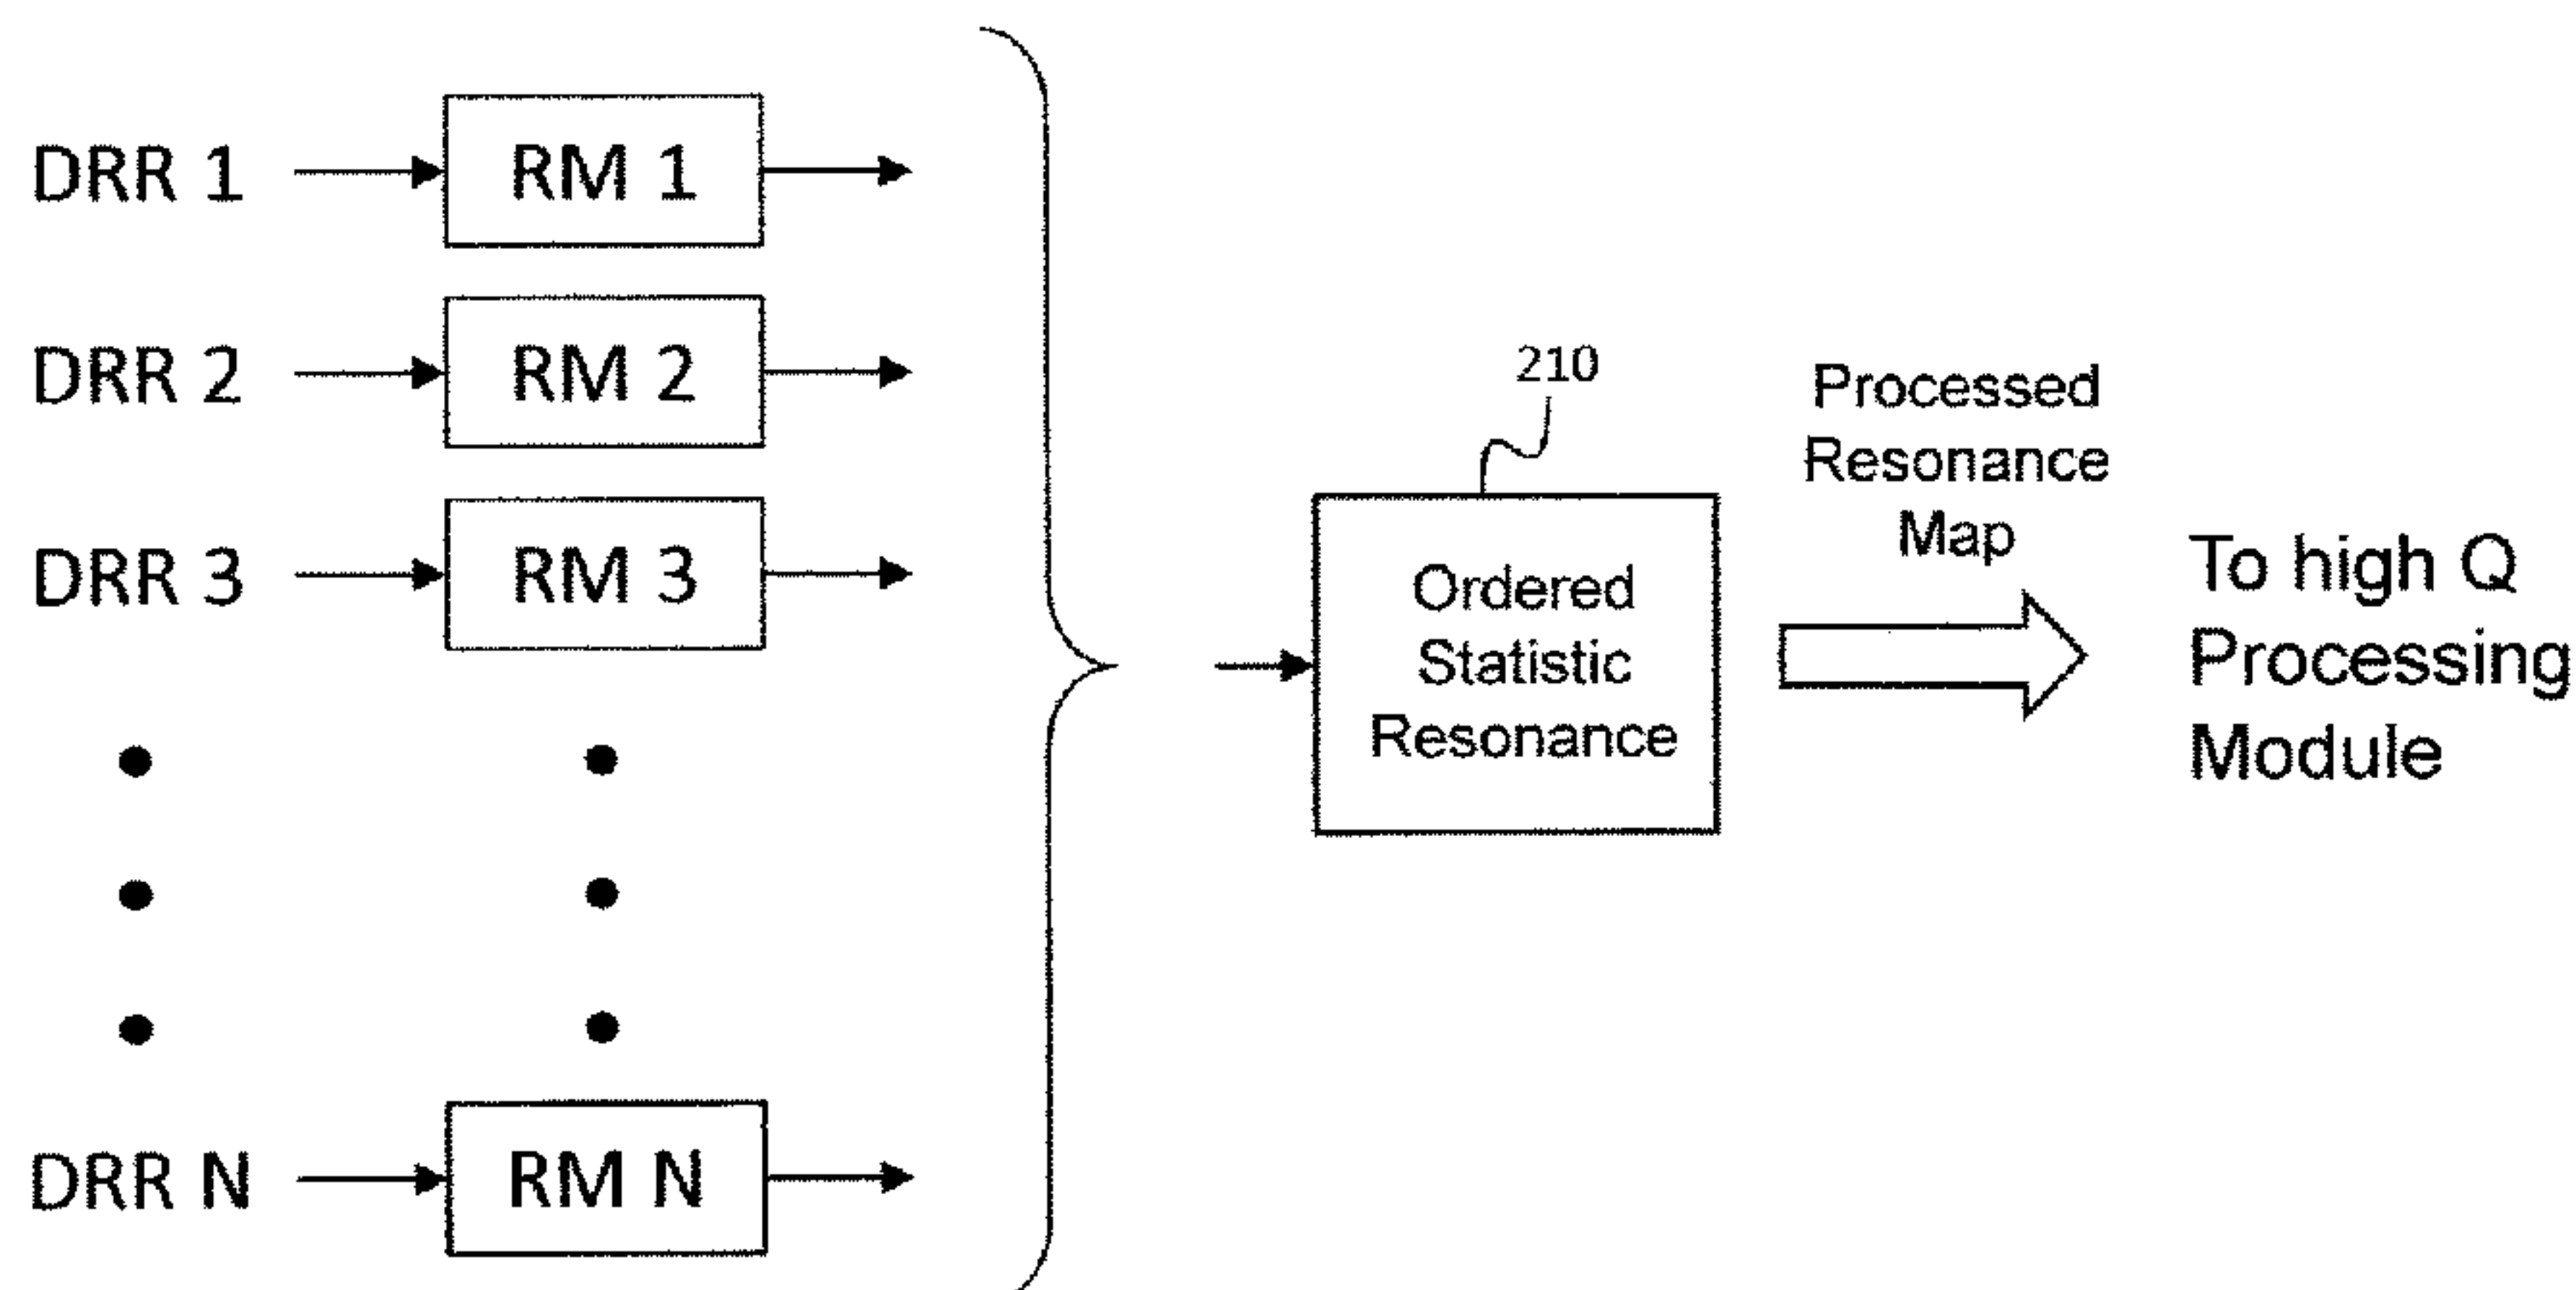 DRR 1
RM 1
DRR 2
RM 2
DRR 3
RM 3
DRR N
RM N
210
Ordered
Statistic
Resonance
Processed
Resonance
Map
To high Q
Processing
Module